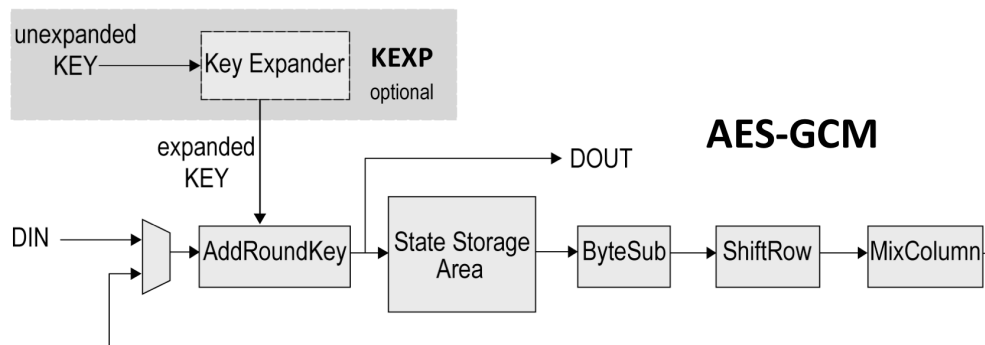 unexpanded
KEY
Key Expander
KEXP
optional
AES-GCM
expanded
KEY
DOUT
DIN
AddRoundKey
State Storage
Area
ByteSub
ShiftRow
MixColumn